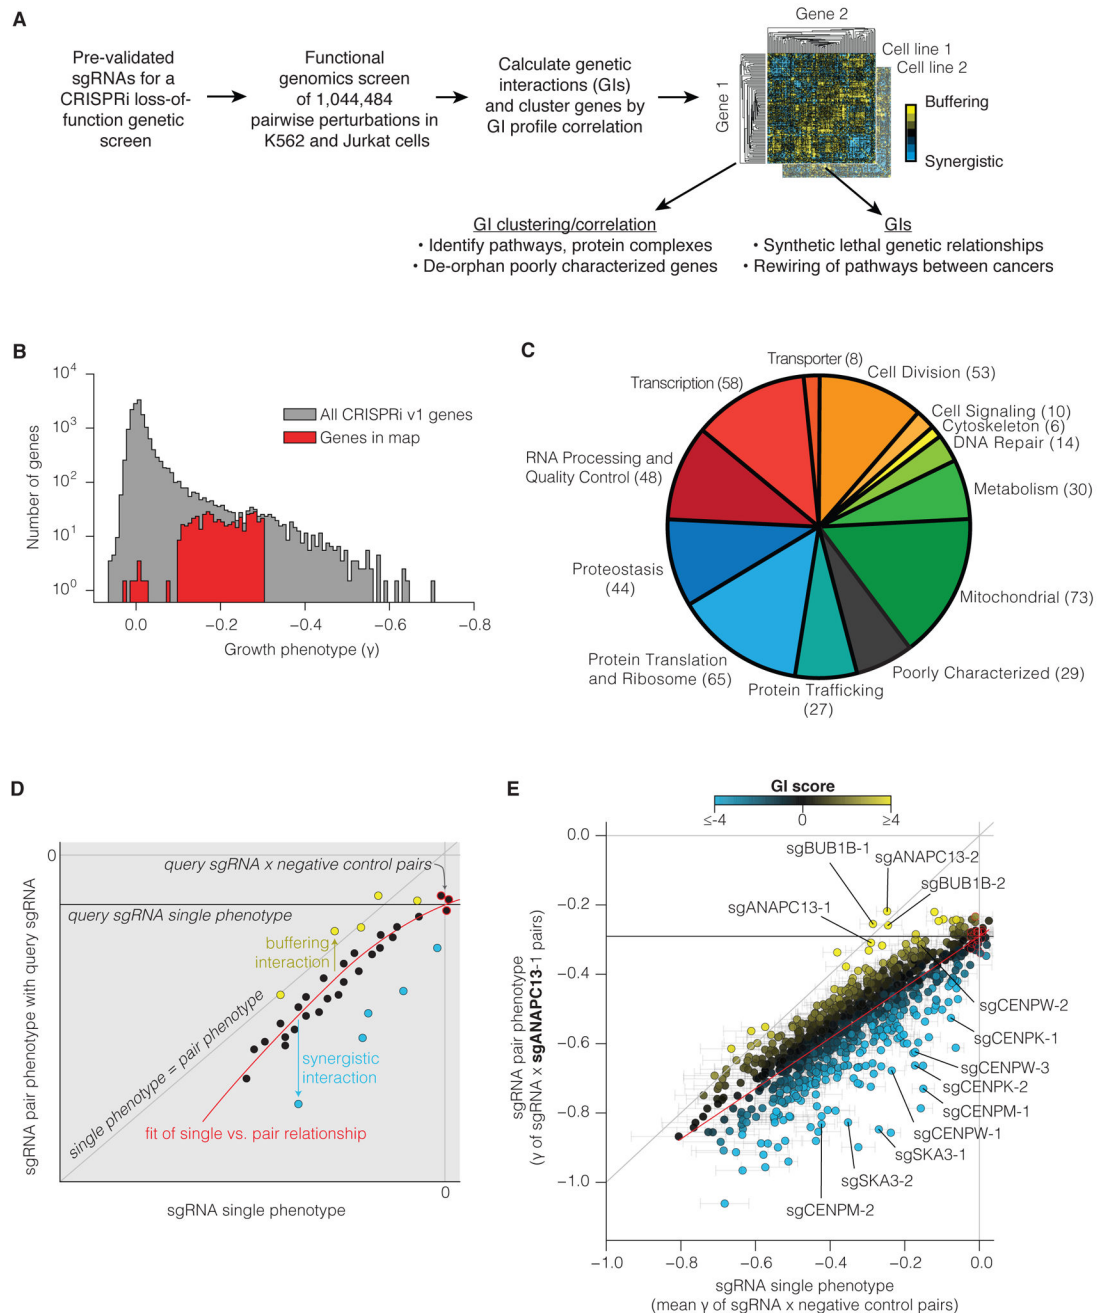 A
Pre-validated
sgRNAs for a
CRISPRi loss-of-
function genetic
screen
Functional
genomics screen
of 1,044,484
pairwise perturbations in
K562 and Jurkat cells
Calculate genetic
interactions (GIs)
and cluster genes by
GI profile correlation
Gene 2
Gene 1
Cell line 1
Cell line 2
Buffering
Synergistic
GI clustering/correlation
• Identify pathways, protein complexes
• De-orphan poorly characterized genes
GIs
• Synthetic lethal genetic relationships
• Rewiring of pathways between cancers
B
Number of genes
10⁴
10³
10²
10¹
10⁰
All CRISPRi v1 genes
Genes in map
0.0
−0.2
−0.4
−0.6
−0.8
Growth phenotype (γ)
C
Transporter (8)
Cell Division (53)
Cell Signaling (10)
Cytoskeleton (6)
DNA Repair (14)
Metabolism (30)
Mitochondrial (73)
Poorly Characterized (29)
Protein Trafficking
(27)
Protein Translation
and Ribosome (65)
Proteostasis
(44)
RNA Processing and
Quality Control (48)
Transcription (58)
D
sgRNA pair phenotype with query sgRNA
0
query sgRNA x negative control pairs
query sgRNA single phenotype
buffering
interaction
single phenotype = pair phenotype
synergistic
interaction
fit of single vs. pair relationship
0
sgRNA single phenotype
E
GI score
≤-4
0
≥4
sgRNA pair phenotype
(γ of sgRNA x sgANAPC13-1 pairs)
0.0
−0.2
−0.4
−0.6
−0.8
−1.0
sgBUB1B-1
sgANAPC13-2
sgBUB1B-2
sgANAPC13-1
sgCENPW-2
sgCENPK-1
sgCENPW-3
sgCENPK-2
sgCENPM-1
sgCENPW-1
sgSKA3-1
sgSKA3-2
sgCENPM-2
−1.0
−0.8
−0.6
−0.4
−0.2
0.0
sgRNA single phenotype
(mean γ of sgRNA x negative control pairs)